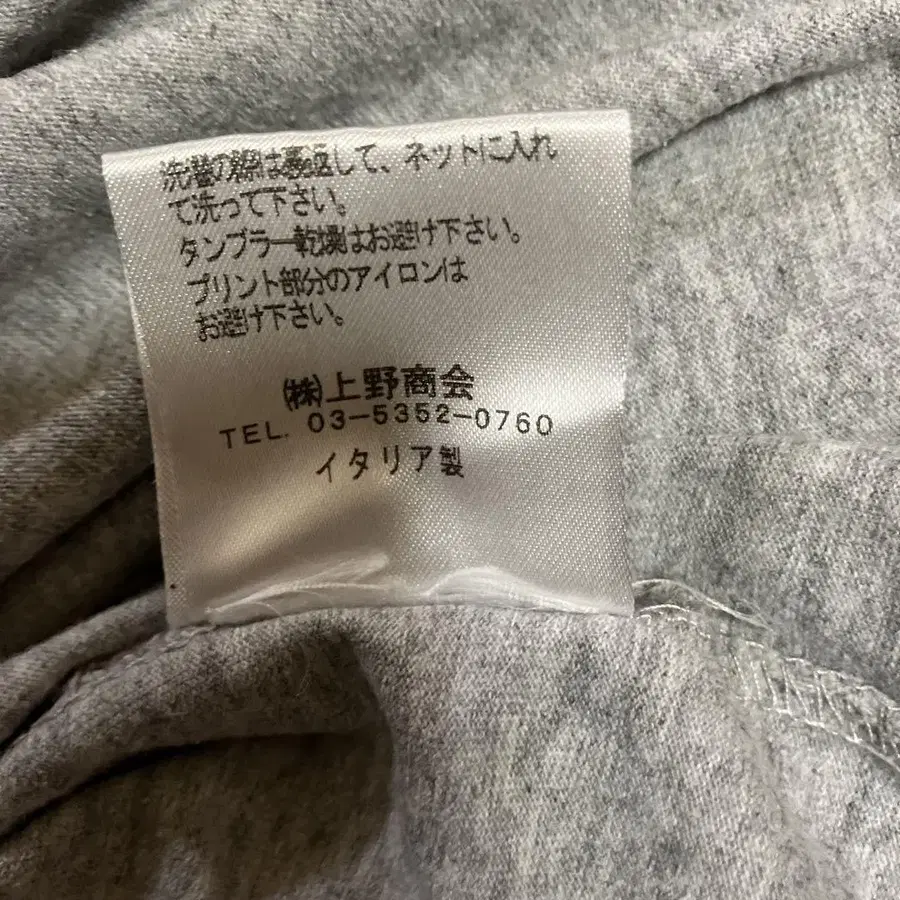 洗濯の際は裏返して、ネットに入れ
て洗って下さい。
タンブラー乾燥はお避け下さい。
プリント部分のアイロンは
お避け下さい。
㈱上野商会
TEL. 03-5352-0760
イタリア製